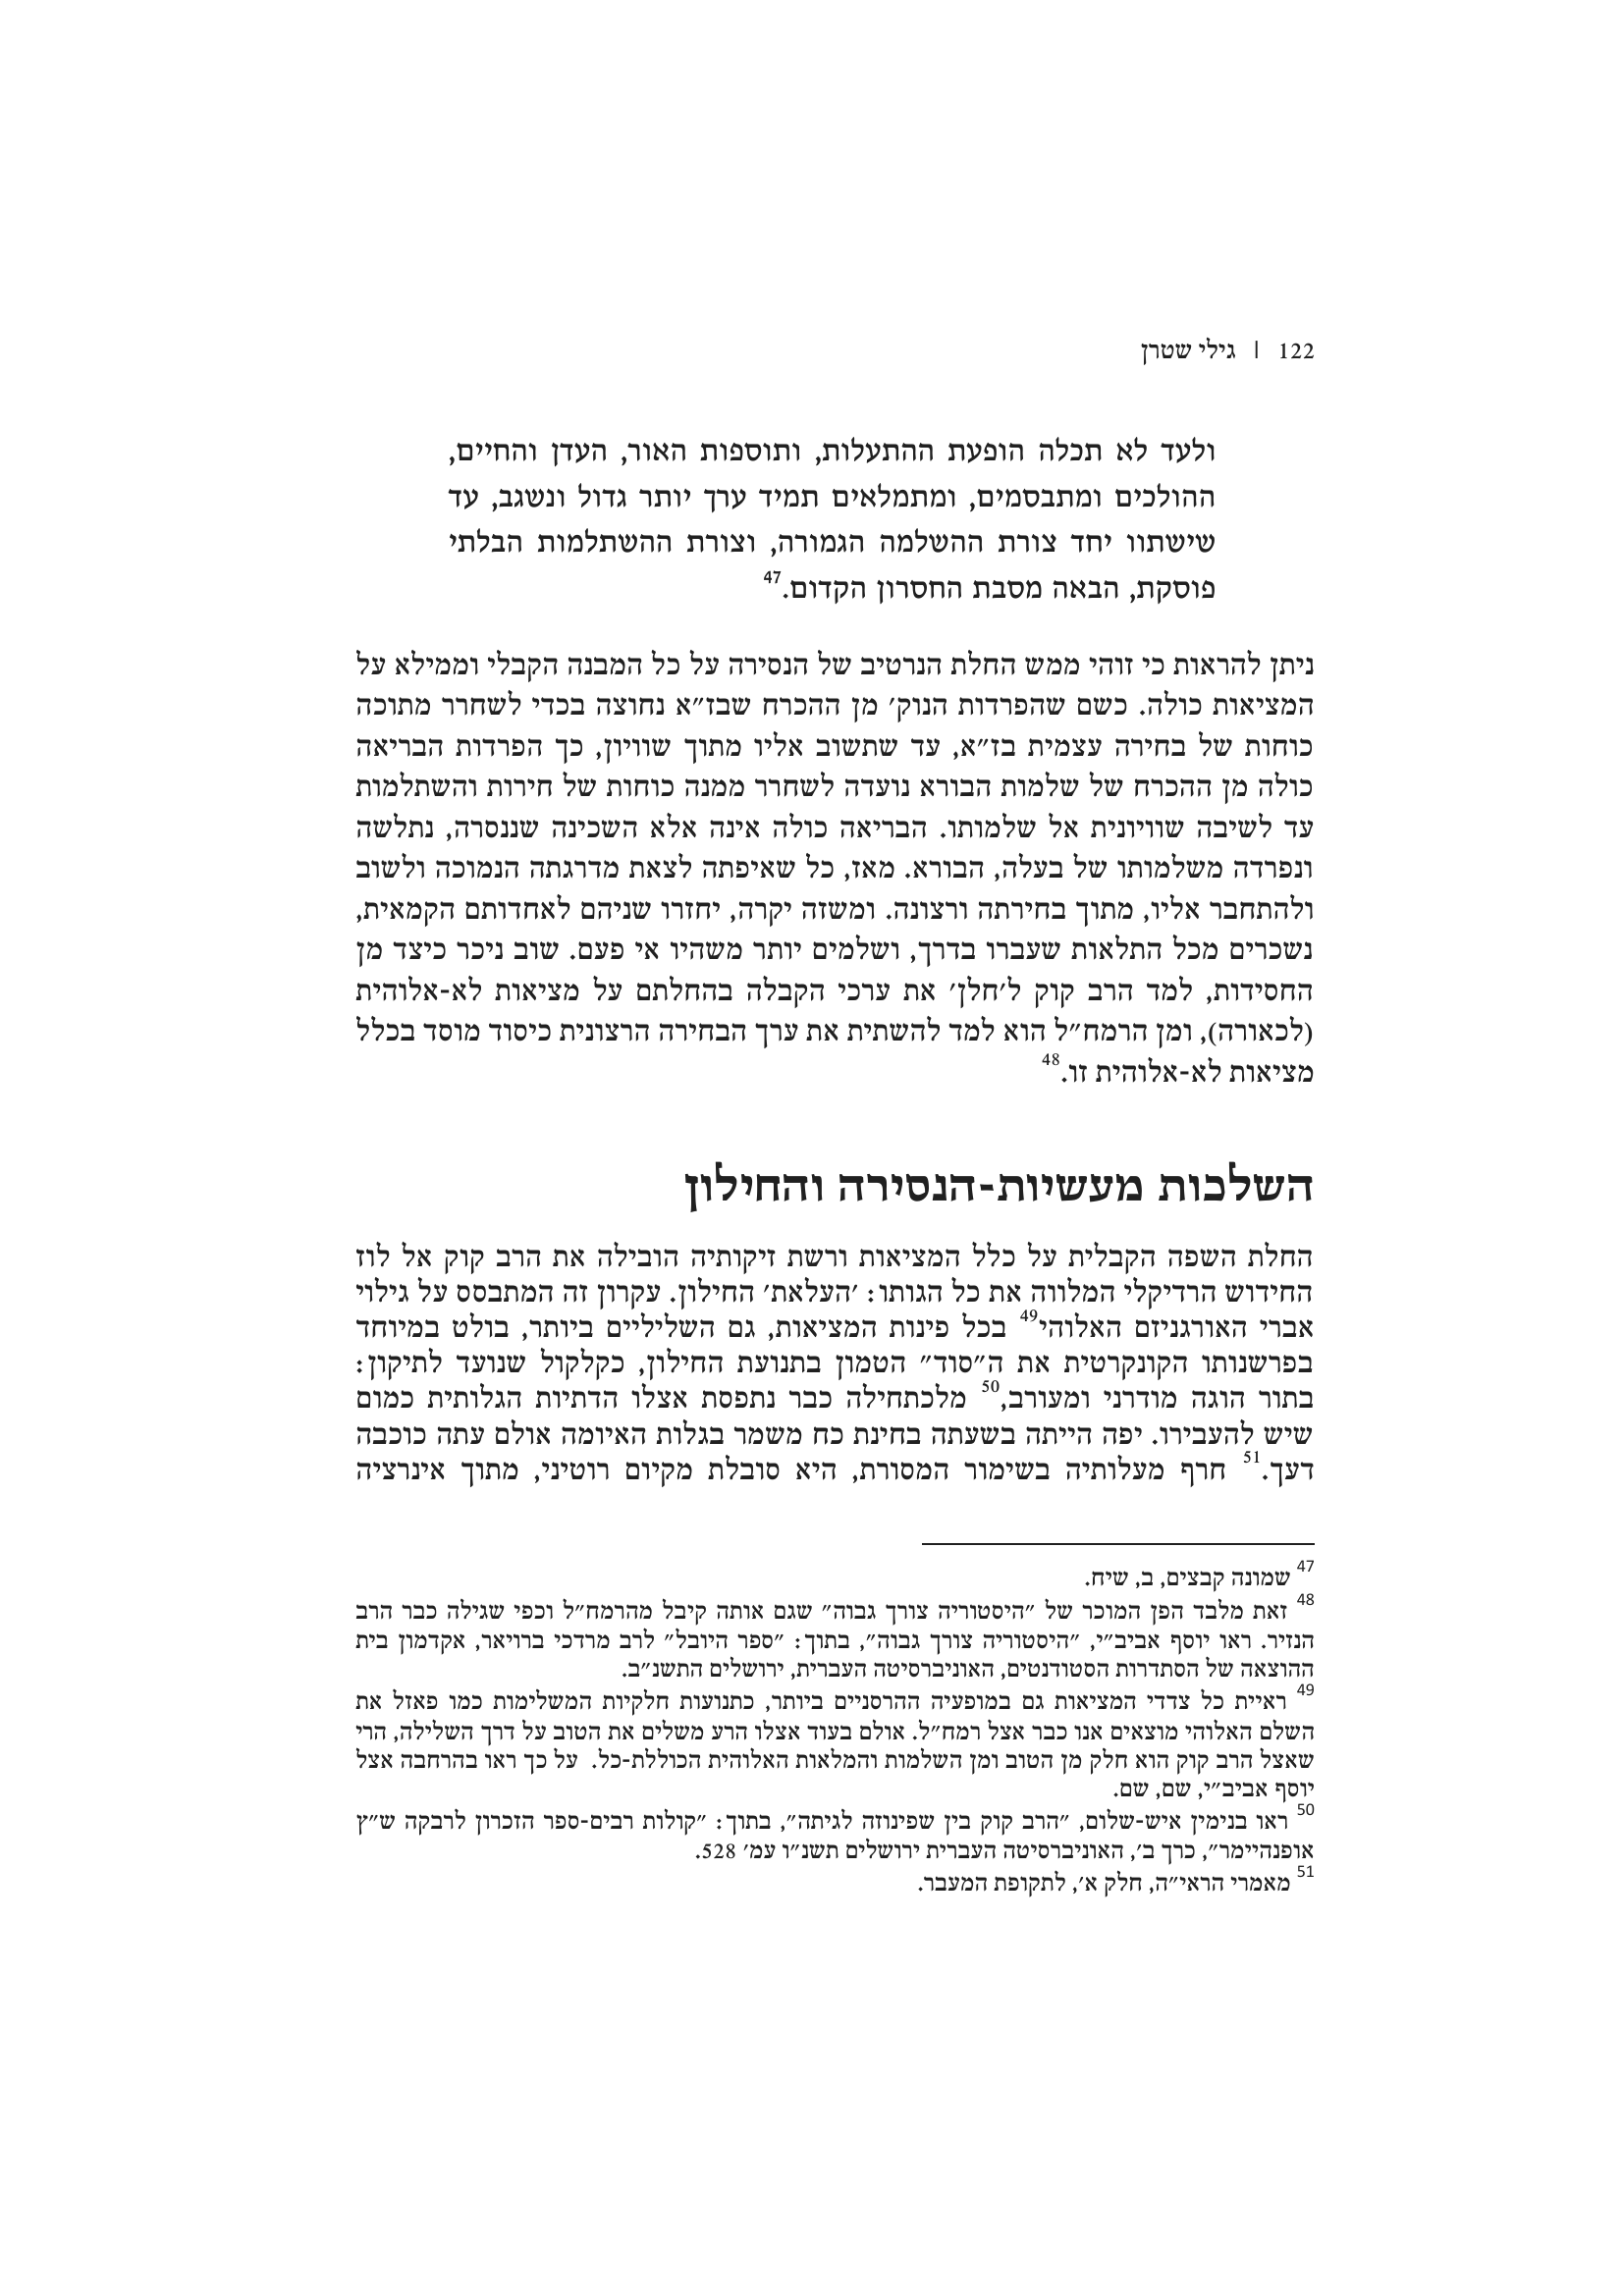 122 | גילי שטרן
ולעד לא תכלה הופעת ההתעלות, ותוספות האור, העדן והחיים,
ההולכים ומתבסמים, ומתמלאים תמיד ערך יותר גדול ונשגב, עד
שישתוו יחד צורת ההשלמה הגמורה, וצורת ההשתלמות הבלתי
פוסקת, הבאה מסבת החסרון הקדום.47
ניתן להראות כי זוהי ממש החלת הנרטיב של הנסירה על כל המבנה הקבלי וממילא על
המציאות כולה. כשם שהפרדות הנוק׳ מן ההכרח שבז״א נחוצה בכדי לשחרר מתוכה
כוחות של בחירה עצמית בז״א, עד שתשוב אליו מתוך שוויון, כך הפרדות הבריאה
כולה מן ההכרח של שלמות הבורא נועדה לשחרר ממנה כוחות של חירות והשתלמות
עד לשיבה שוויונית אל שלמותו. הבריאה כולה אינה אלא השכינה שננסרה, נתלשה
ונפרדה משלמותו של בעלה, הבורא. מאז, כל שאיפתה לצאת מדרגתה הנמוכה ולשוב
ולהתחבר אליו, מתוך בחירתה ורצונה. ומשזה יקרה, יחזרו שניהם לאחדותם הקמאית,
נשכרים מכל התלאות שעברו בדרך, ושלמים יותר משהיו אי פעם. שוב ניכר כיצד מן
החסידות, למד הרב קוק ל׳חלן׳ את ערכי הקבלה בהחלתם על מציאות לא-אלוהית
(לכאורה), ומן הרמח״ל הוא למד להשתית את ערך הבחירה הרצונית כיסוד מוסד בכלל
מציאות לא-אלוהית זו.48
השלכות מעשיות-הנסירה והחילון
החלת השפה הקבלית על כלל המציאות ורשת זיקותיה הובילה את הרב קוק אל לוז
החידוש הרדיקלי המלווה את כל הגותו: ׳העלאת׳ החילון. עקרון זה המתבסס על גילוי
אברי האורגניזם האלוהי49 בכל פינות המציאות, גם השליליים ביותר, בולט במיוחד
בפרשנותו הקונקרטית את ה״סוד״ הטמון בתנועת החילון, כקלקול שנועד לתיקון:
בתור הוגה מודרני ומעורב,50 מלכתחילה כבר נתפסת אצלו הדתיות הגלותית כמום
שיש להעבירו. יפה הייתה בשעתה בחינת כח משמר בגלות האיומה אולם עתה כוכבה
דעך.51 חרף מעלותיה בשימור המסורת, היא סובלת מקיום רוטיני, מתוך אינרציה
47 שמונה קבצים, ב, שיח.
48 זאת מלבד הפן המוכר של ״היסטוריה צורך גבוה״ שגם אותה קיבל מהרמח״ל וכפי שגילה כבר הרב
הנזיר. ראו יוסף אביב״י, ״היסטוריה צורך גבוה״, בתוך: ״ספר היובל״ לרב מרדכי ברויאר, אקדמון בית
ההוצאה של הסתדרות הסטודנטים, האוניברסיטה העברית, ירושלים התשנ״ב.
49 ראיית כל צדדי המציאות גם במופעיה ההרסניים ביותר, כתנועות חלקיות המשלימות כמו פאזל את
השלם האלוהי מוצאים אנו כבר אצל רמח״ל. אולם בעוד אצלו הרע משלים את הטוב על דרך השלילה, הרי
שאצל הרב קוק הוא חלק מן הטוב ומן השלמות והמלאות האלוהית הכוללת-כל. על כך ראו בהרחבה אצל
יוסף אביב״י, שם, שם.
50 ראו בנימין איש-שלום, ״הרב קוק בין שפינוזה לגיתה״, בתוך: ״קולות רבים-ספר הזכרון לרבקה ש״ץ
אופנהיימר״, כרך ב׳, האוניברסיטה העברית ירושלים תשנ״ו עמ׳ 528.
51 מאמרי הראי״ה, חלק א׳, לתקופת המעבר.